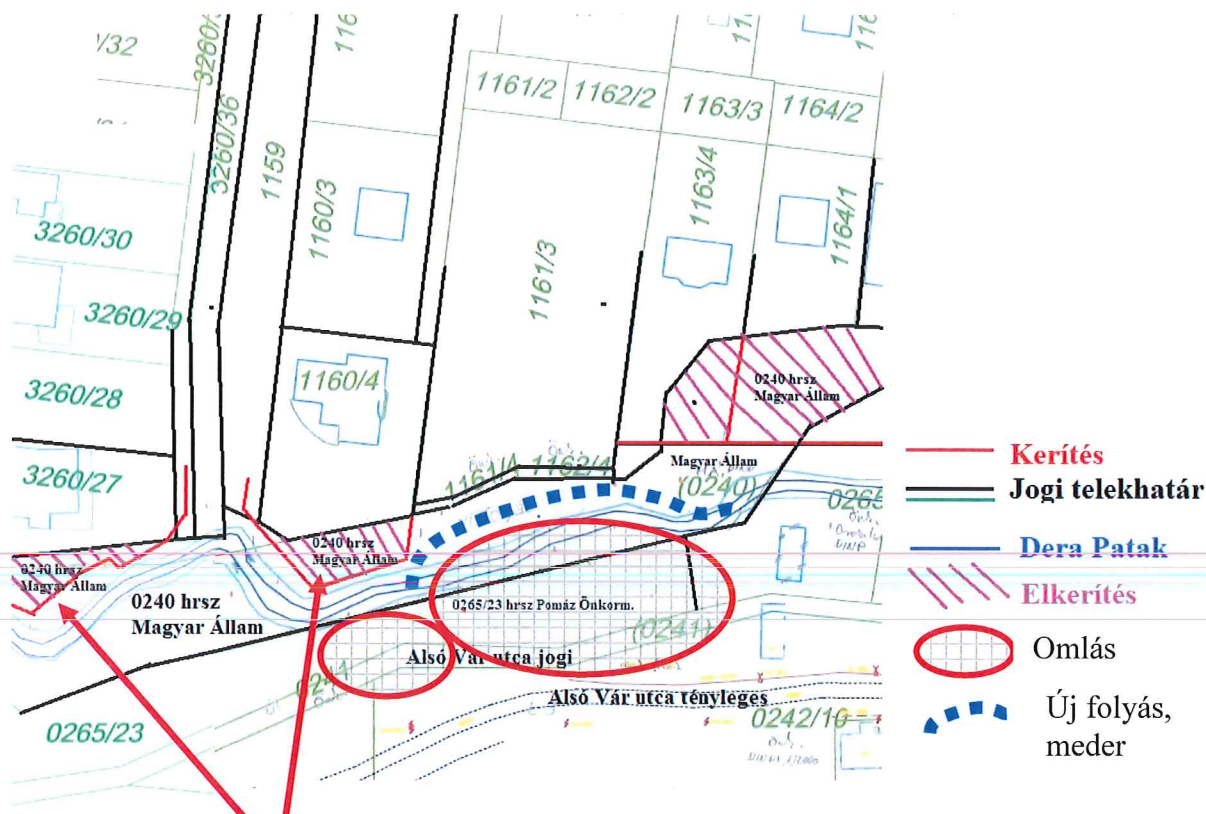 1161/2
1162/2
1163/3
1164/2
3260/36
1159
1160/3
1161/3
1163/4
1164/1
3260/30
3260/29
3260/28
3260/27
1160/4
0240 hrsz
Magyar Állam
Magyar Állam
(0240)
1162/4
0240 hrsz
Magyar Állam
0240 hrsz
Magyar Állam
0240 hrsz
Magyar Állam
0265/23 hrsz Pomáz Önkorm.
(0241)
Alsó Vár utca jogi
0241
Alsó Vár utca tényleges
0265/23
0242/10
Kerítés
Jogi telekhatár
Dera Patak
Elkerítés
Omlás
Új folyás,
meder